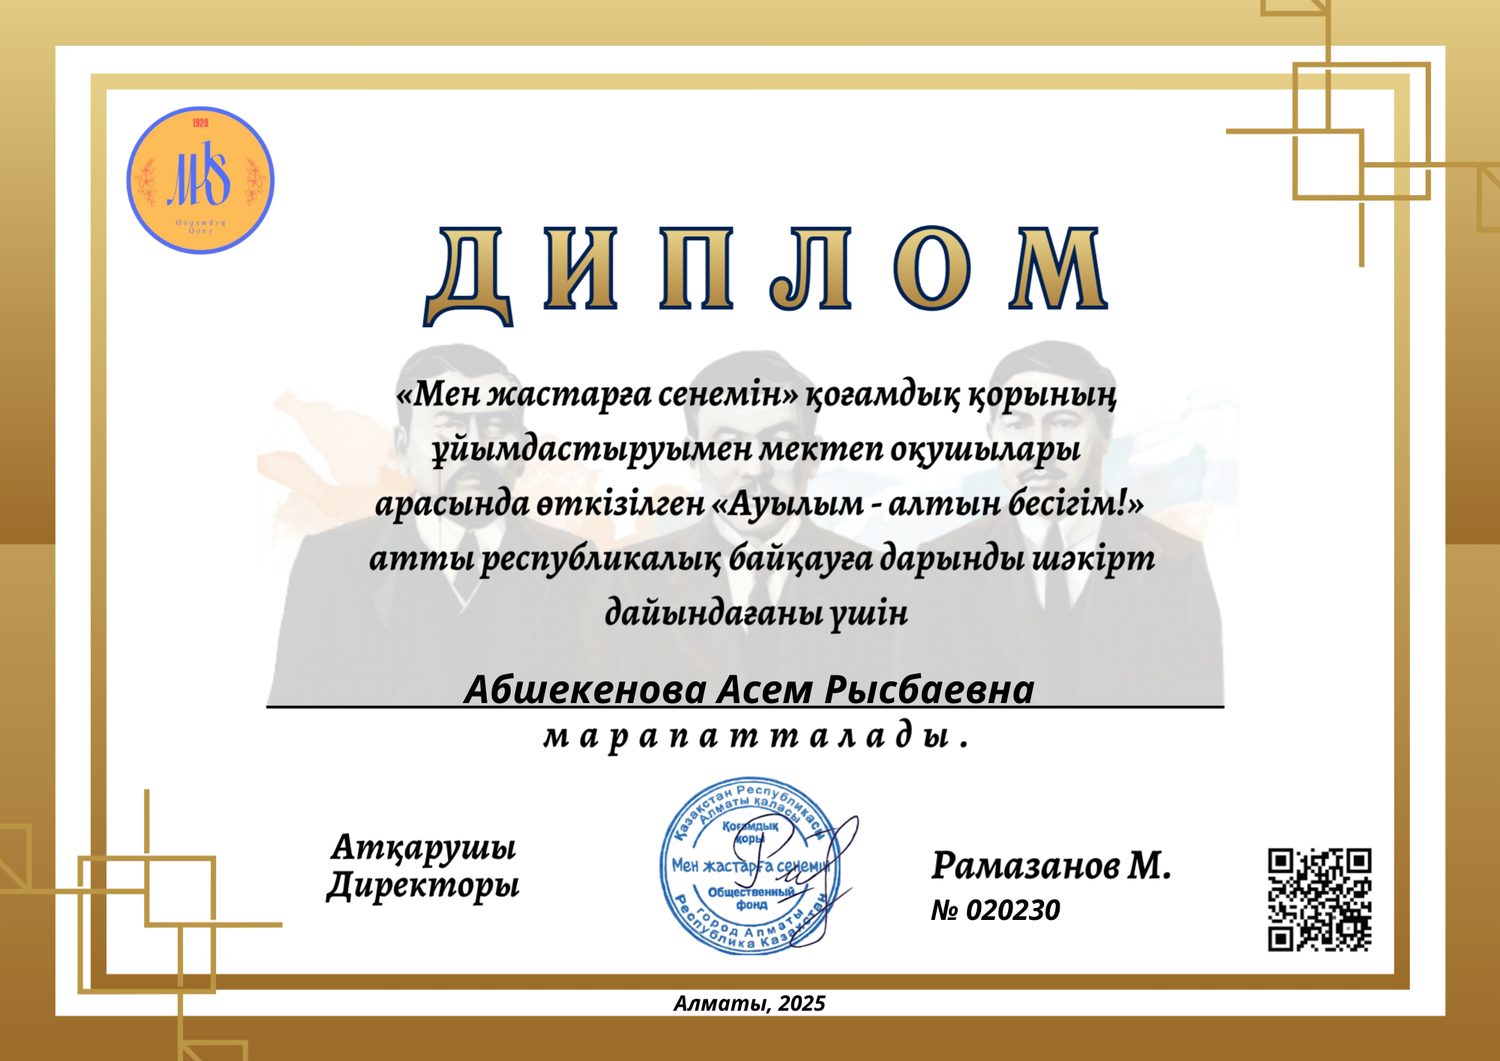 1928
ДИПЛОМ
«Мен жастарға сенемін» қоғамдық қорының
ұйымдастыруымен мектеп оқушылары
арасында өткізілген «Ауылым - алтын бесігім!»
атты республикалық байқауға дарынды шәкірт
дайындағаны үшін
Абшекенова Асем Рысбаевна
марапатталады.
Атқарушы
Директоры
Қазақстан Республикасы
Алматы қаласы
Қоғамдық
қоры
Мен жастарға сенемін
Общественный
фонд
город Алматы
Республика Казахстан
Рамазанов М.
№ 020230
Алматы, 2025